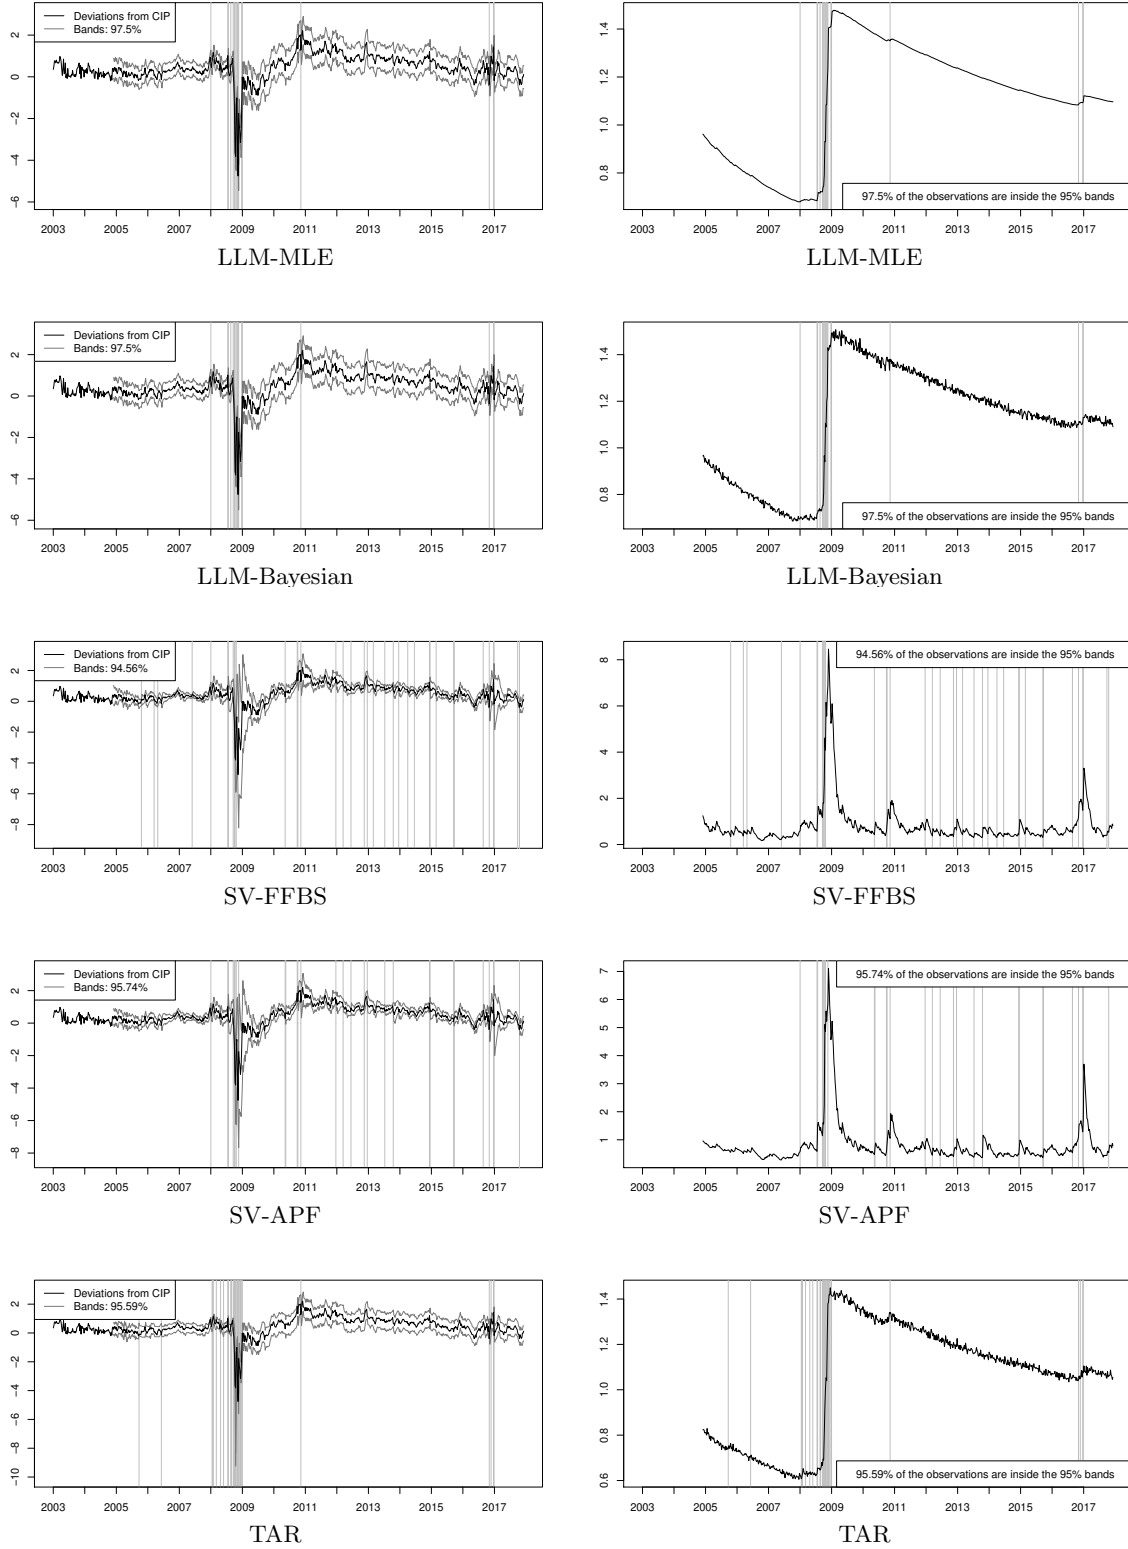 Deviations from CIP
Bands: 97.5%
2
0
−2
−4
−6
2003 2005 2007 2009 2011 2013 2015 2017
LLM-MLE
1.4
1.2
1.0
0.8
97.5% of the observations are inside the 95% bands
2003 2005 2007 2009 2011 2013 2015 2017
LLM-MLE
Deviations from CIP
Bands: 97.5%
2
0
−2
−4
−6
2003 2005 2007 2009 2011 2013 2015 2017
LLM-Bayesian
1.4
1.2
1.0
0.8
97.5% of the observations are inside the 95% bands
2003 2005 2007 2009 2011 2013 2015 2017
LLM-Bayesian
Deviations from CIP
Bands: 94.56%
2
0
−2
−4
−6
−8
2003 2005 2007 2009 2011 2013 2015 2017
SV-FFBS
94.56% of the observations are inside the 95% bands
8
6
4
2
0
2003 2005 2007 2009 2011 2013 2015 2017
SV-FFBS
Deviations from CIP
Bands: 95.74%
2
0
−2
−4
−6
−8
2003 2005 2007 2009 2011 2013 2015 2017
SV-APF
95.74% of the observations are inside the 95% bands
7
6
5
4
3
2
1
2003 2005 2007 2009 2011 2013 2015 2017
SV-APF
Deviations from CIP
Bands: 95.59%
2
0
−2
−4
−6
−8
−10
2003 2005 2007 2009 2011 2013 2015 2017
TAR
1.4
1.2
1.0
0.8
0.6
95.59% of the observations are inside the 95% bands
2003 2005 2007 2009 2011 2013 2015 2017
TAR